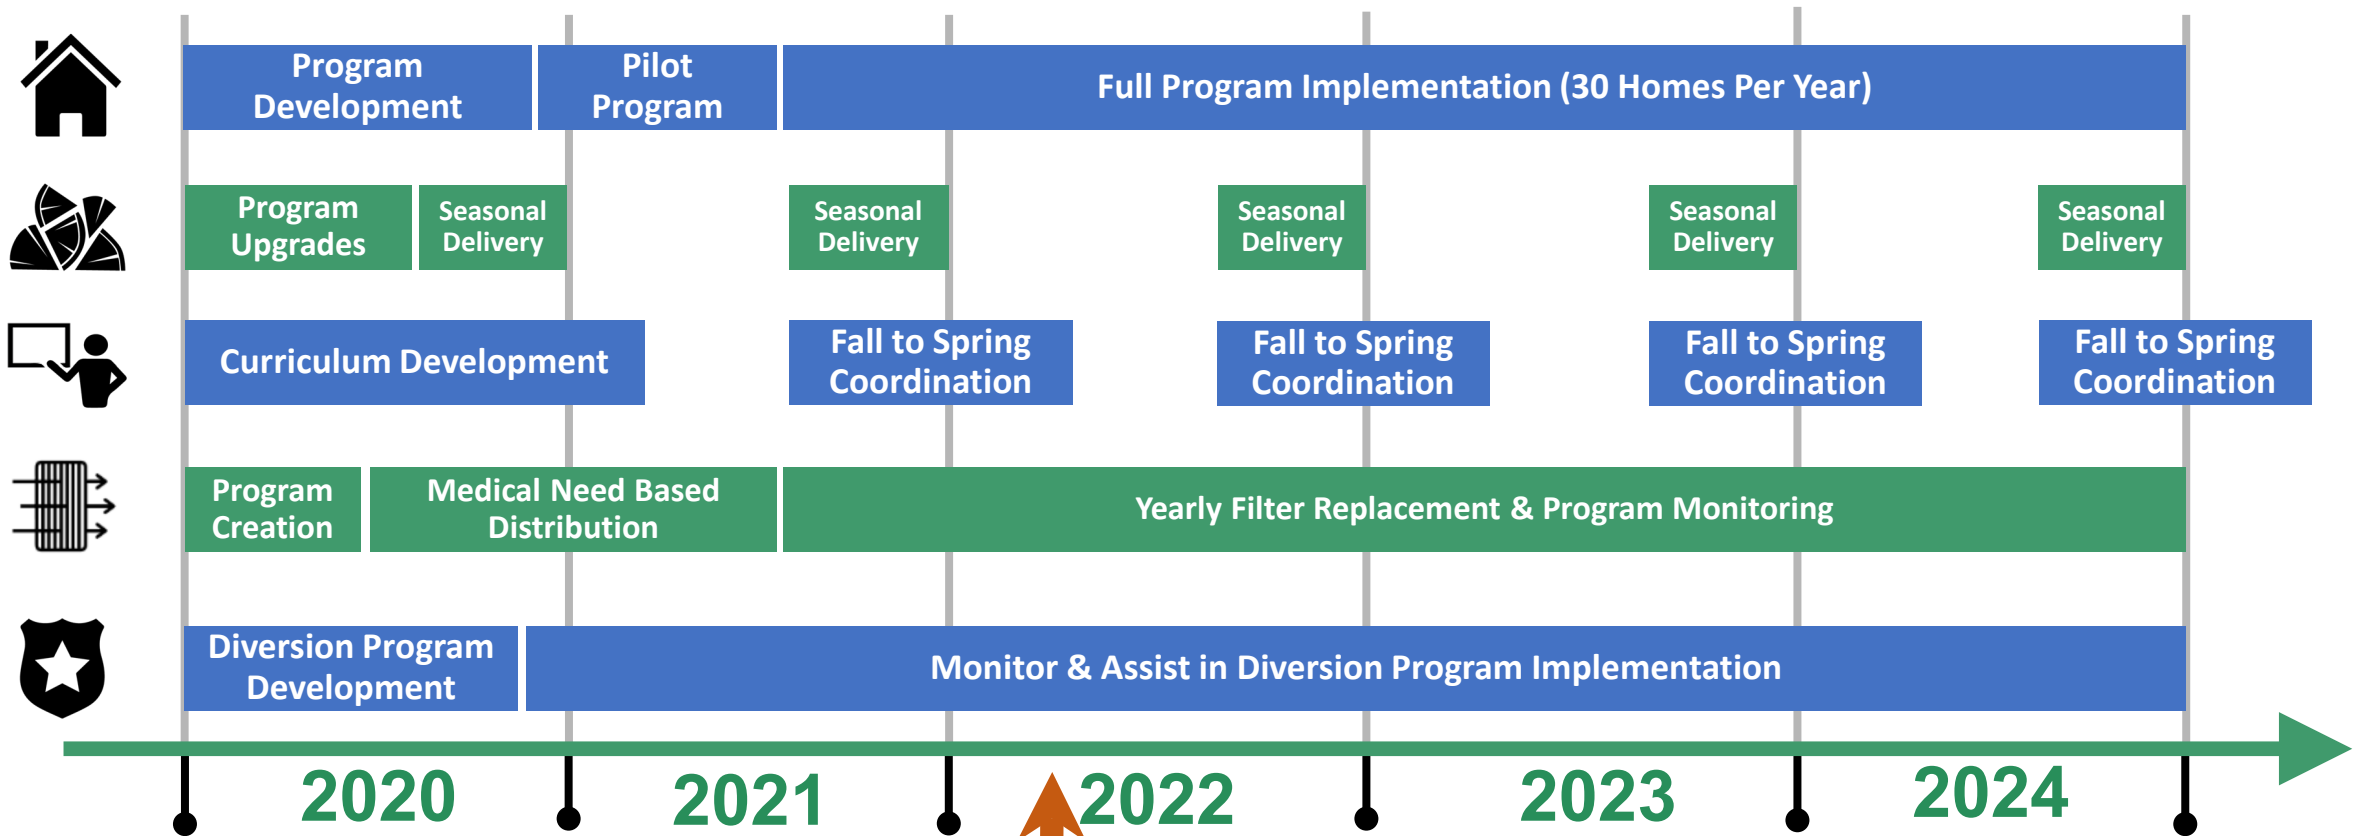 Program
Development
Pilot
Program
Full Program Implementation (30 Homes Per Year)
Program
Upgrades
Seasonal
Delivery
Seasonal
Delivery
Seasonal
Delivery
Seasonal
Delivery
Seasonal
Delivery
Curriculum Development
Fall to Spring
Coordination
Fall to Spring
Coordination
Fall to Spring
Coordination
Fall to Spring
Coordination
Program
Creation
Medical Need Based
Distribution
Yearly Filter Replacement & Program Monitoring
Diversion Program
Development
Monitor & Assist in Diversion Program Implementation
2020
2021
2022
2023
2024